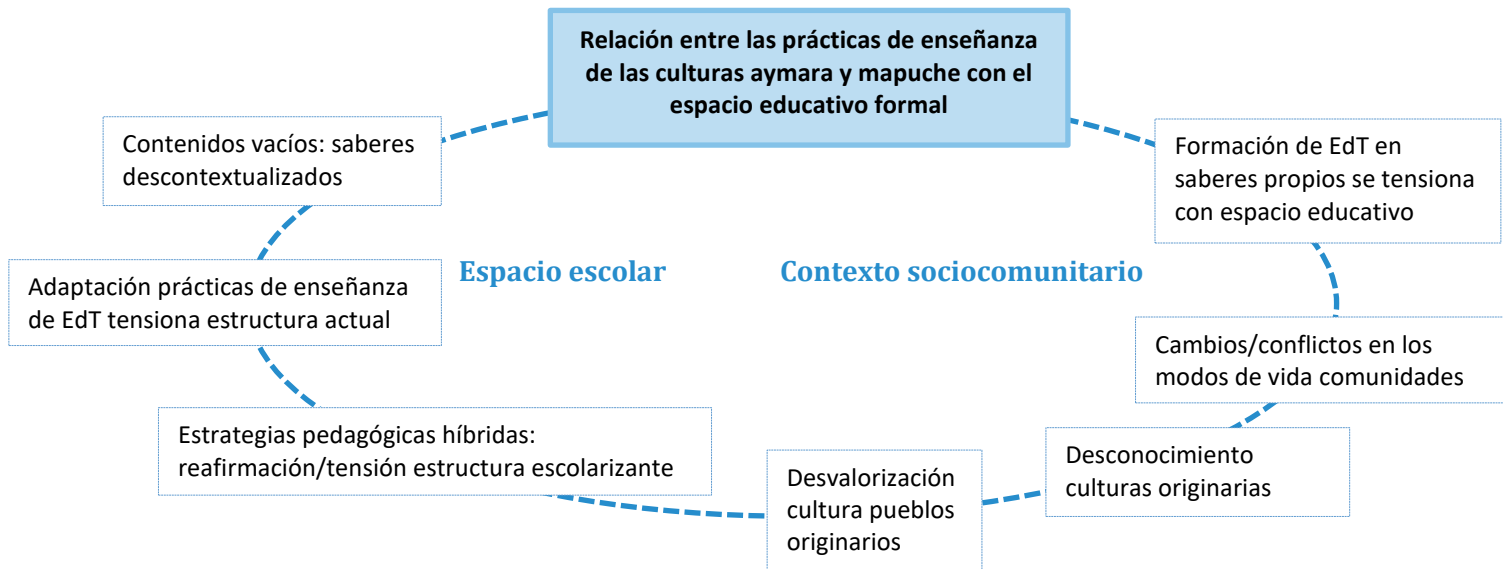 Relación entre las prácticas de enseñanza
de las culturas aymara y mapuche con el
espacio educativo formal
Contenidos vacíos: saberes
descontextualizados
Formación de EdT en
saberes propios se tensiona
con espacio educativo
Adaptación prácticas de enseñanza
de EdT tensiona estructura actual
Espacio escolar
Contexto sociocomunitario
Cambios/conflictos en los
modos de vida comunidades
Estrategias pedagógicas híbridas:
reafirmación/tensión estructura escolarizante
Desvalorización
cultura pueblos
originarios
Desconocimiento
culturas originarias